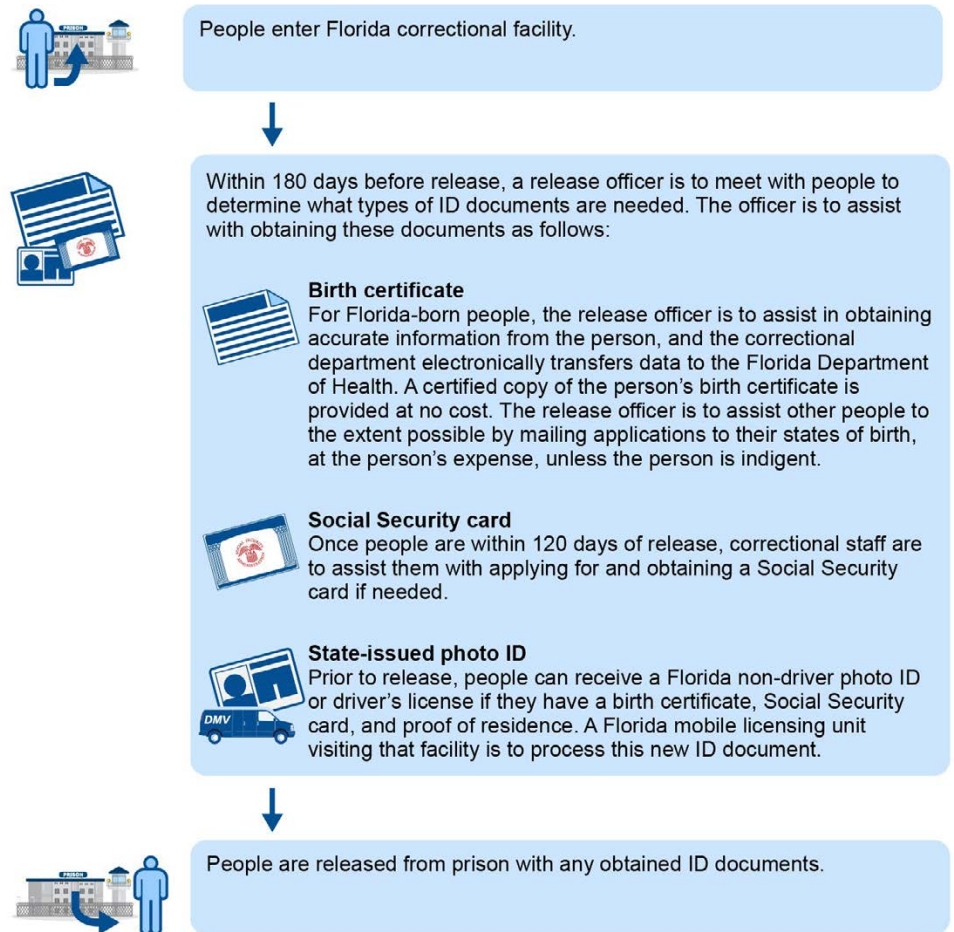 PRISON
People enter Florida correctional facility.
Within 180 days before release, a release officer is to meet with people to
determine what types of ID documents are needed. The officer is to assist
with obtaining these documents as follows:
Birth certificate
For Florida-born people, the release officer is to assist in obtaining
accurate information from the person, and the correctional
department electronically transfers data to the Florida Department
of Health. A certified copy of the person’s birth certificate is
provided at no cost. The release officer is to assist other people to
the extent possible by mailing applications to their states of birth,
at the person’s expense, unless the person is indigent.
Social Security card
Once people are within 120 days of release, correctional staff are
to assist them with applying for and obtaining a Social Security
card if needed.
State-issued photo ID
Prior to release, people can receive a Florida non-driver photo ID
or driver’s license if they have a birth certificate, Social Security
card, and proof of residence. A Florida mobile licensing unit
visiting that facility is to process this new ID document.
DMV
People are released from prison with any obtained ID documents.
PRISON